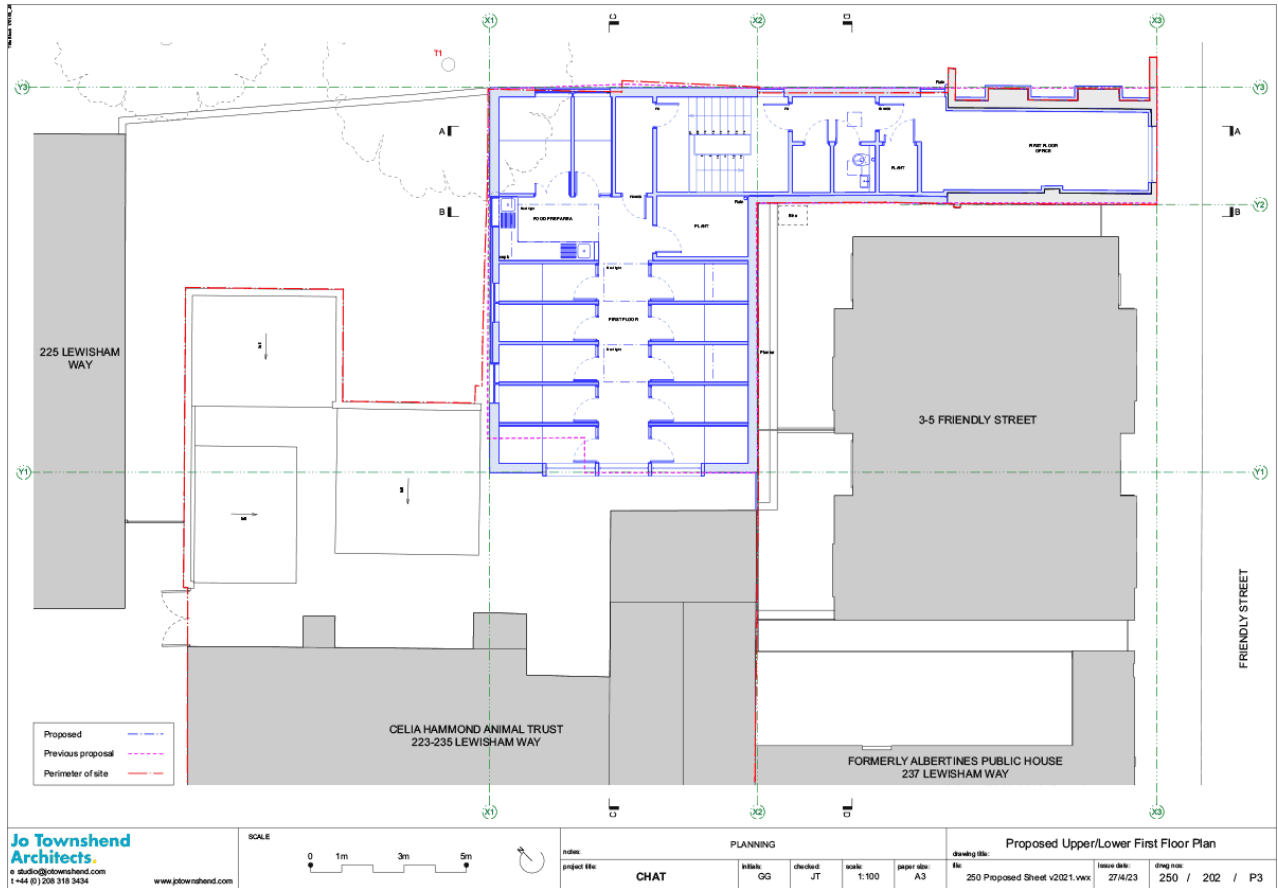 X1
C
X2
D
X3
T1
Y3
Y3
A
A
FIRST FLOOR
OFFICE
PLANT
B
B
Y2
FOOD PREP AREA
PLANT
Bins
FIRST FLOOR
Planter
225 LEWISHAM
WAY
3-5 FRIENDLY STREET
Y1
Y1
FRIENDLY STREET
CELIA HAMMOND ANIMAL TRUST
223-235 LEWISHAM WAY
FORMERLY ALBERTINES PUBLIC HOUSE
237 LEWISHAM WAY
Proposed
Previous proposal
Perimeter of site
X1
C
X2
D
X3
Jo Townshend
Architects.
e studio@jotownshend.com
t +44 (0) 208 318 3434
www.jotownshend.com
SCALE
0 1m 3m 5m
N
notes:
PLANNING
project title:
CHAT
initials:
GG
checked:
JT
scale:
1:100
paper size:
A3
drawing title:
Proposed Upper/Lower First Floor Plan
file:
250 Proposed Sheet v2021.vwx
issue date:
27/4/23
drwg nos:
250 / 202 / P3